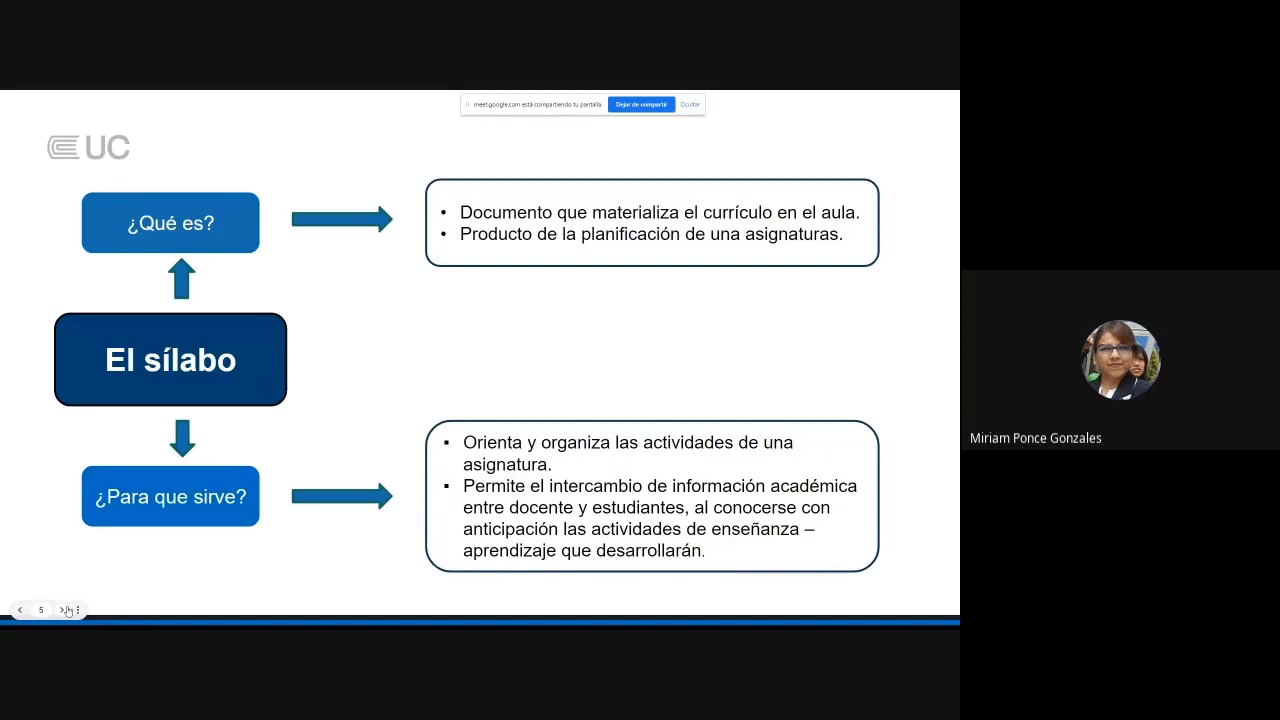 meet.google.com está compartiendo tu pantalla.
Dejar de compartir
Ocultar
UC
¿Qué es?
• Documento que materializa el currículo en el aula.
• Producto de la planificación de una asignaturas.
El sílabo
¿Para que sirve?
▪ Orienta y organiza las actividades de una
asignatura.
▪ Permite el intercambio de información académica
entre docente y estudiantes, al conocerse con
anticipación las actividades de enseñanza –
aprendizaje que desarrollarán.
Miriam Ponce Gonzales
5